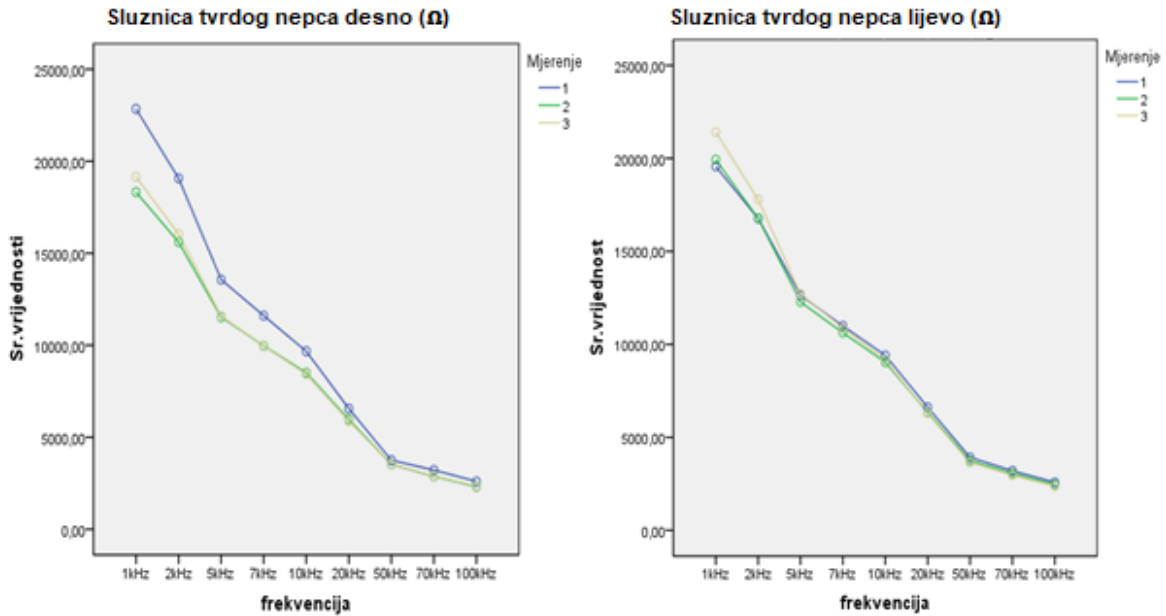 Sluznica tvrdog nepca desno (Ω)
Mjerenje
1
2
3
25000,00
20000,00
15000,00
10000,00
5000,00
0,00
Sr.vrijednosti
1kHz 2kHz 5kHz 7kHz 10kHz 20kHz 50kHz 70kHz 100kHz
frekvencija
Sluznica tvrdog nepca lijevo (Ω)
Mjerenje
1
2
3
25000,00
20000,00
15000,00
10000,00
5000,00
0,00
Sr.vrijednost
1kHz 2kHz 5kHz 7kHz 10kHz 20kHz 50kHz 70kHz 100kHz
frekvencija